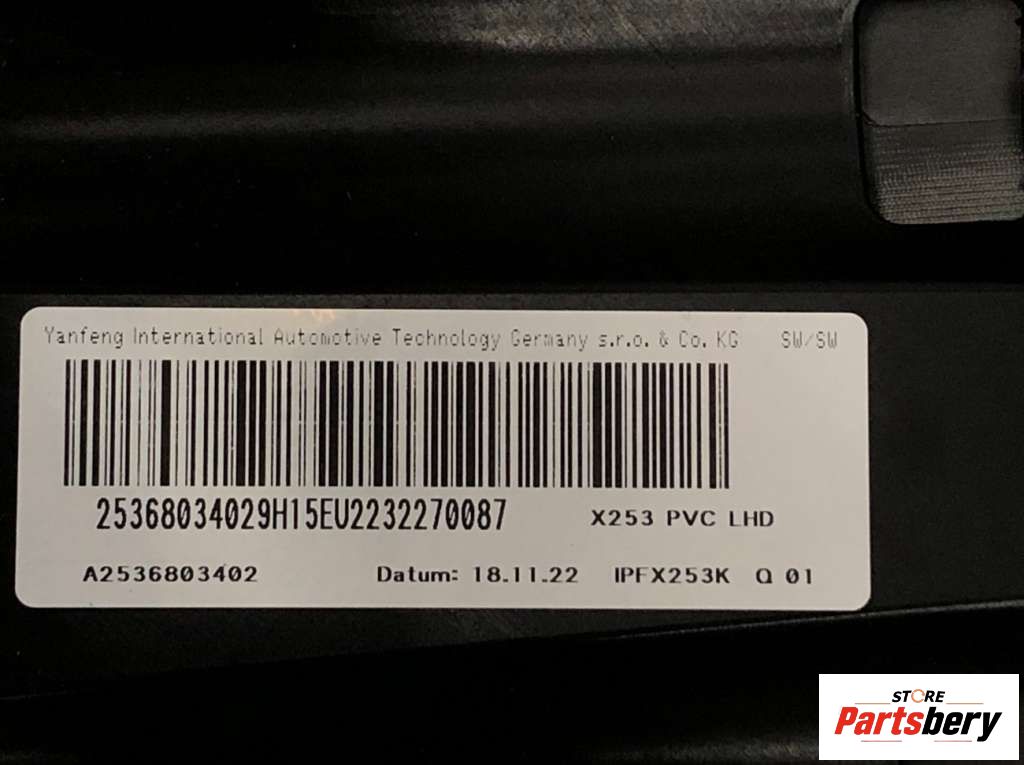 Yanfeng International Automotive Technology Germany s.r.o. & Co. KG SW/SW
25368034029H15EU2232270087 X253 PVC LHD
A2536803402 Datum: 18.11.22 IPFX253K Q 01
STORE
Partsbery